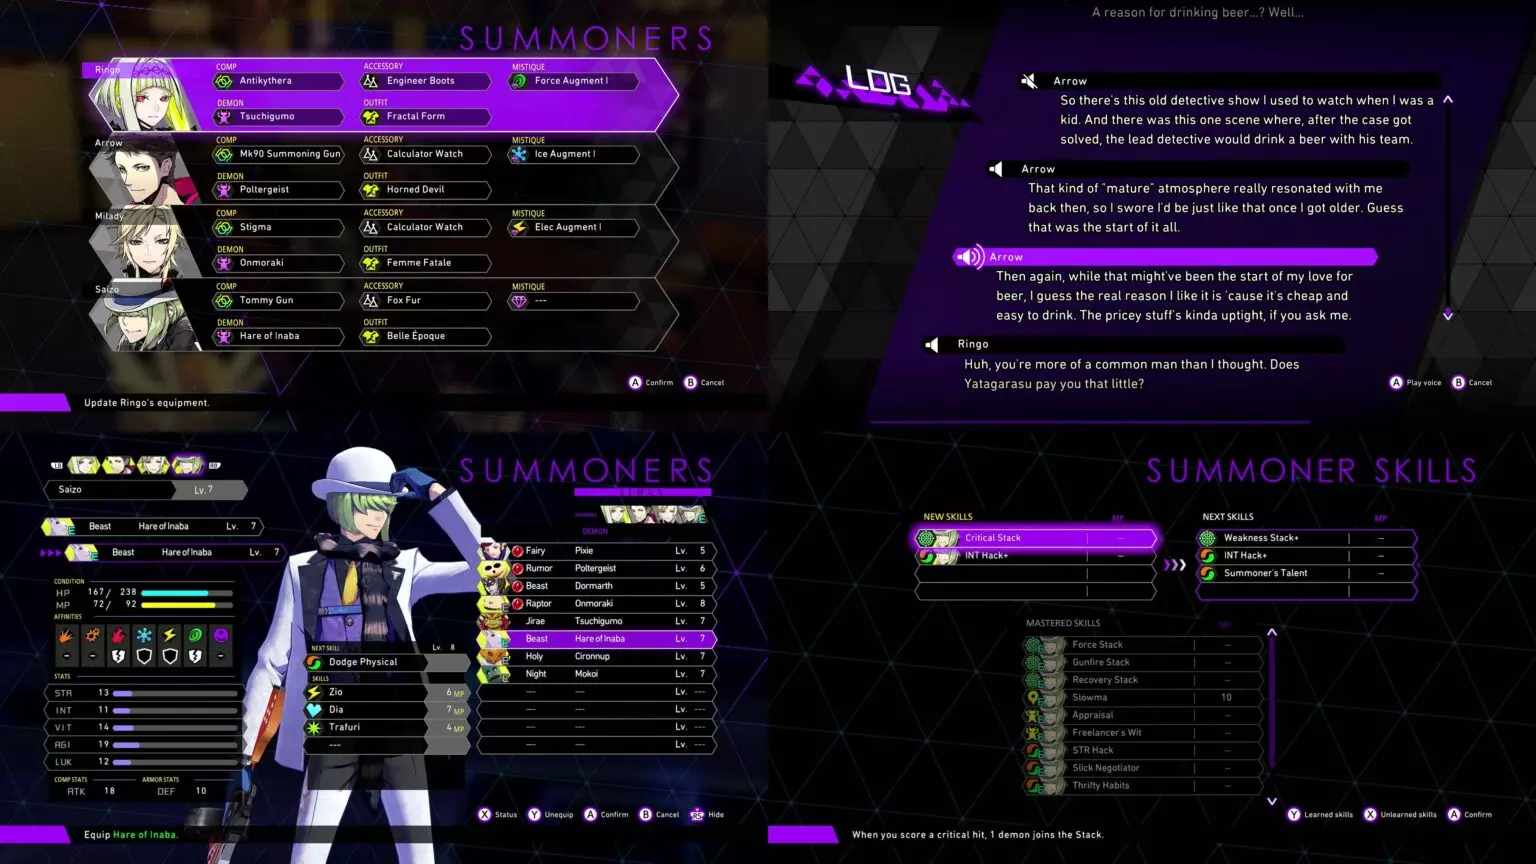 SUMMONERS
Ringo
COMP
ACCESSORY
MISTIQUE
Antikythera
Engineer Boots
Force Augment I
DEMON
OUTFIT
Tsuchigumo
Fractal Form
Arrow
COMP
ACCESSORY
MISTIQUE
Mk90 Summoning Gun
Calculator Watch
Ice Augment I
DEMON
OUTFIT
Poltergeist
Horned Devil
Milady
COMP
ACCESSORY
MISTIQUE
Stigma
Calculator Watch
Elec Augment I
DEMON
OUTFIT
Onmoraki
Femme Fatale
Saizo
COMP
ACCESSORY
MISTIQUE
Tommy Gun
Fox Fur
---
DEMON
OUTFIT
Hare of Inaba
Belle Époque
A Confirm B Cancel
Update Ringo's equipment.
A reason for drinking beer...? Well...
LOG
Arrow
So there's this old detective show I used to watch when I was a
kid. And there was this one scene where, after the case got
solved, the lead detective would drink a beer with his team.
Arrow
That kind of "mature" atmosphere really resonated with me
back then, so I swore I'd be just like that once I got older. Guess
that was the start of it all.
Arrow
Then again, while that might've been the start of my love for
beer, I guess the real reason I like it is 'cause it's cheap and
easy to drink. The pricey stuff's kinda uptight, if you ask me.
Ringo
Huh, you're more of a common man than I thought. Does
Yatagarasu pay you that little?
A Play voice B Cancel
SUMMONERS
LB
RB
Saizo Lv. 7
Beast Hare of Inaba Lv. 7
Beast Hare of Inaba Lv. 7
CONDITION
HP 167/ 238
MP 72/ 92
AFFINITIES
STATS
STR 13
INT 11
VIT 14
AGI 19
LUK 12
COMP STATS ARMOR STATS
ATK 18 DEF 10
NEXT SKILL Lv. 8
Dodge Physical
SKILLS
Zio 6 MP
Dia 7 MP
Trafuri 4 MP
---
DEMON
Fairy Pixie Lv. 5
Rumor Poltergeist Lv. 6
Beast Dormarth Lv. 5
Raptor Onmoraki Lv. 8
Jirae Tsuchigumo Lv. 7
Beast Hare of Inaba Lv. 7
Holy Cironnup Lv. 7
Night Mokoi Lv. 7
--- --- Lv. ---
--- --- Lv. ---
--- --- Lv. ---
--- --- Lv. ---
X Status Y Unequip A Confirm B Cancel RS Hide
Equip Hare of Inaba.
SUMMONER SKILLS
NEW SKILLS MP
Critical Stack —
INT Hack+ —
NEXT SKILLS MP
Weakness Stack+ —
INT Hack+ —
Summoner's Talent —
MASTERED SKILLS MP
Force Stack —
Gunfire Stack —
Recovery Stack —
Slowma 10
Appraisal —
Freelancer's Wit —
STR Hack —
Slick Negotiator —
Thrifty Habits —
Y Learned skills X Unlearned skills A Confirm
When you score a critical hit, 1 demon joins the Stack.